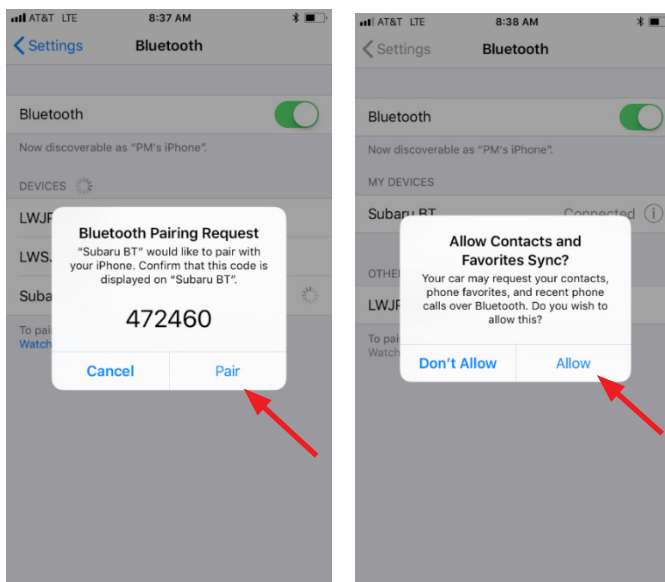 AT&T LTE 8:37 AM
Settings Bluetooth
Bluetooth
Now discoverable as "PM's iPhone".
DEVICES
LWJF
LWS.
Suba
To pai
Watch
Bluetooth Pairing Request
"Subaru BT" would like to pair with
your iPhone. Confirm that this code is
displayed on "Subaru BT".
472460
Cancel Pair
AT&T LTE 8:38 AM
Settings Bluetooth
Bluetooth
Now discoverable as "PM's iPhone".
MY DEVICES
Subaru BT Connected
OTHE
LWJF
To pai
Watch
Allow Contacts and
Favorites Sync?
Your car may request your contacts,
phone favorites, and recent phone
calls over Bluetooth. Do you wish to
allow this?
Don't Allow Allow